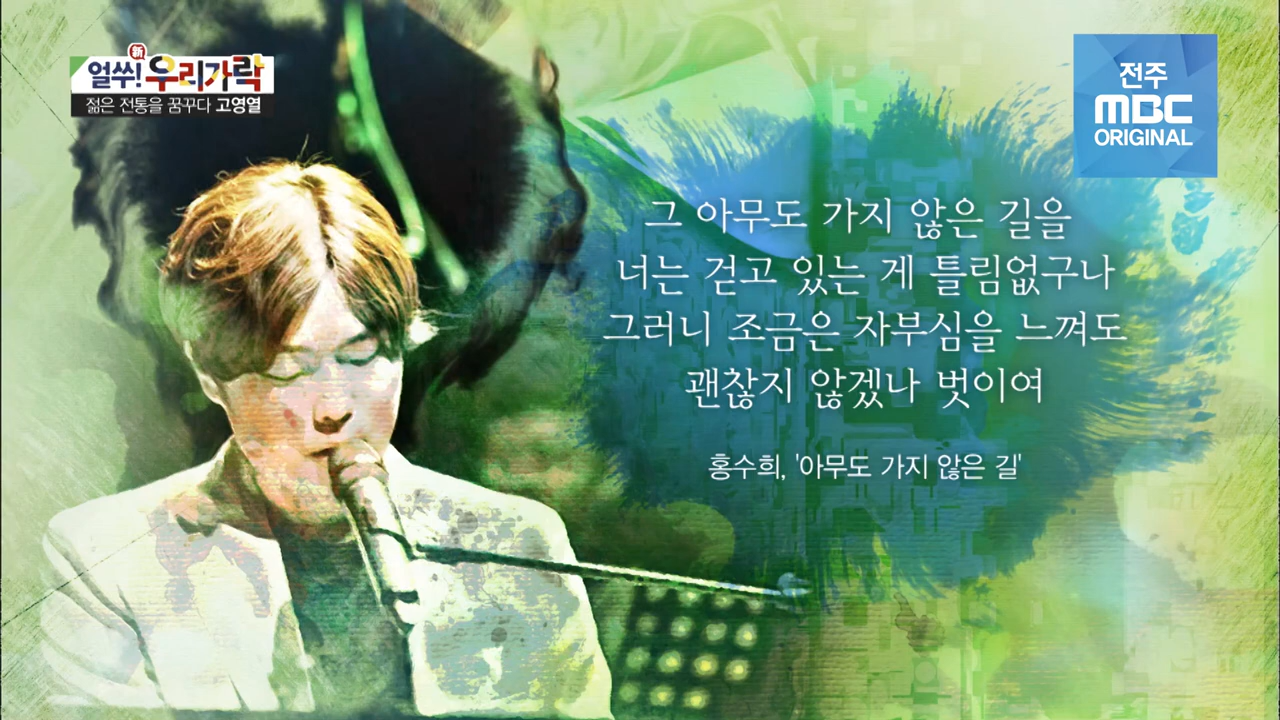 新
얼쑤! 우리가락
젊은 전통을 꿈꾸다 고영열
전주
MBC
ORIGINAL
그 아무도 가지 않은 길을
너는 걷고 있는 게 틀림없구나
그러니 조금은 자부심을 느껴도
괜찮지 않겠나 벗이여
홍수희, '아무도 가지 않은 길'